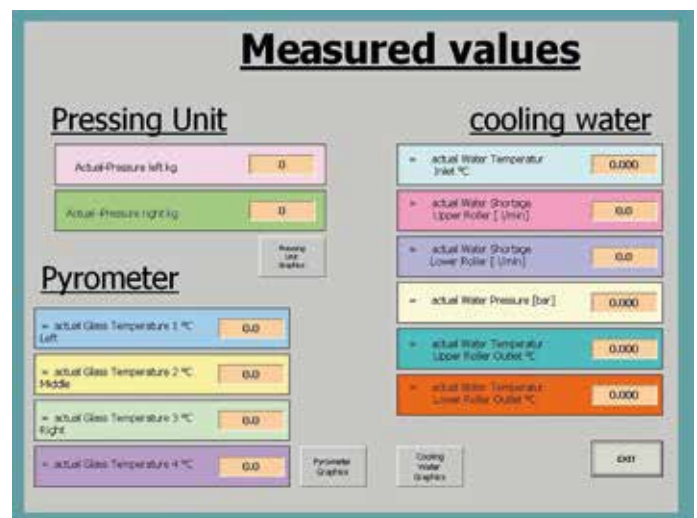 Measured values
Pressing Unit
Actual-Pressure left kg
0
Actual-Pressure right kg
0
Pressing
Unit
Graphics
Pyrometer
= actual Glass Temperature 1 °C
Left
0.0
= actual Glass Temperature 2 °C
Middle
0.0
= actual Glass Temperature 3 °C
Right
0.0
= actual Glass Temperature 4 °C
0.0
Pyrometer
Graphics
cooling water
= actual Water Temperatur
Inlet °C
0.000
= actual Water Shortage
Upper Roller [ l/min]
0.0
= actual Water Shortage
Lower Roller [ l/min]
0.0
= actual Water Pressure [bar]
0.000
= actual Water Temperatur
Upper Roller Outlet °C
0.000
= actual Water Temperatur
Lower Roller Outlet °C
0.000
Cooling
Water
Graphics
EXIT